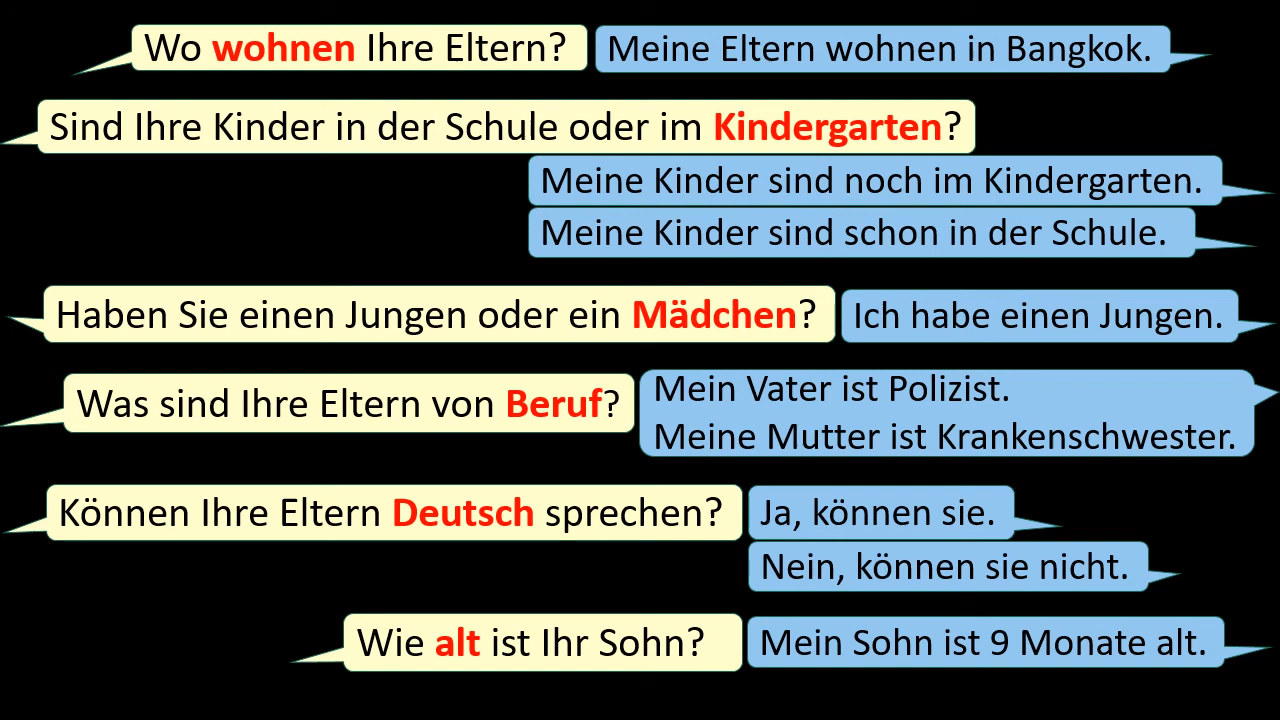 Wo wohnen Ihre Eltern?
Meine Eltern wohnen in Bangkok.
Sind Ihre Kinder in der Schule oder im Kindergarten?
Meine Kinder sind noch im Kindergarten.
Meine Kinder sind schon in der Schule.
Haben Sie einen Jungen oder ein Mädchen?
Ich habe einen Jungen.
Was sind Ihre Eltern von Beruf?
Mein Vater ist Polizist.
Meine Mutter ist Krankenschwester.
Können Ihre Eltern Deutsch sprechen?
Ja, können sie.
Nein, können sie nicht.
Wie alt ist Ihr Sohn?
Mein Sohn ist 9 Monate alt.